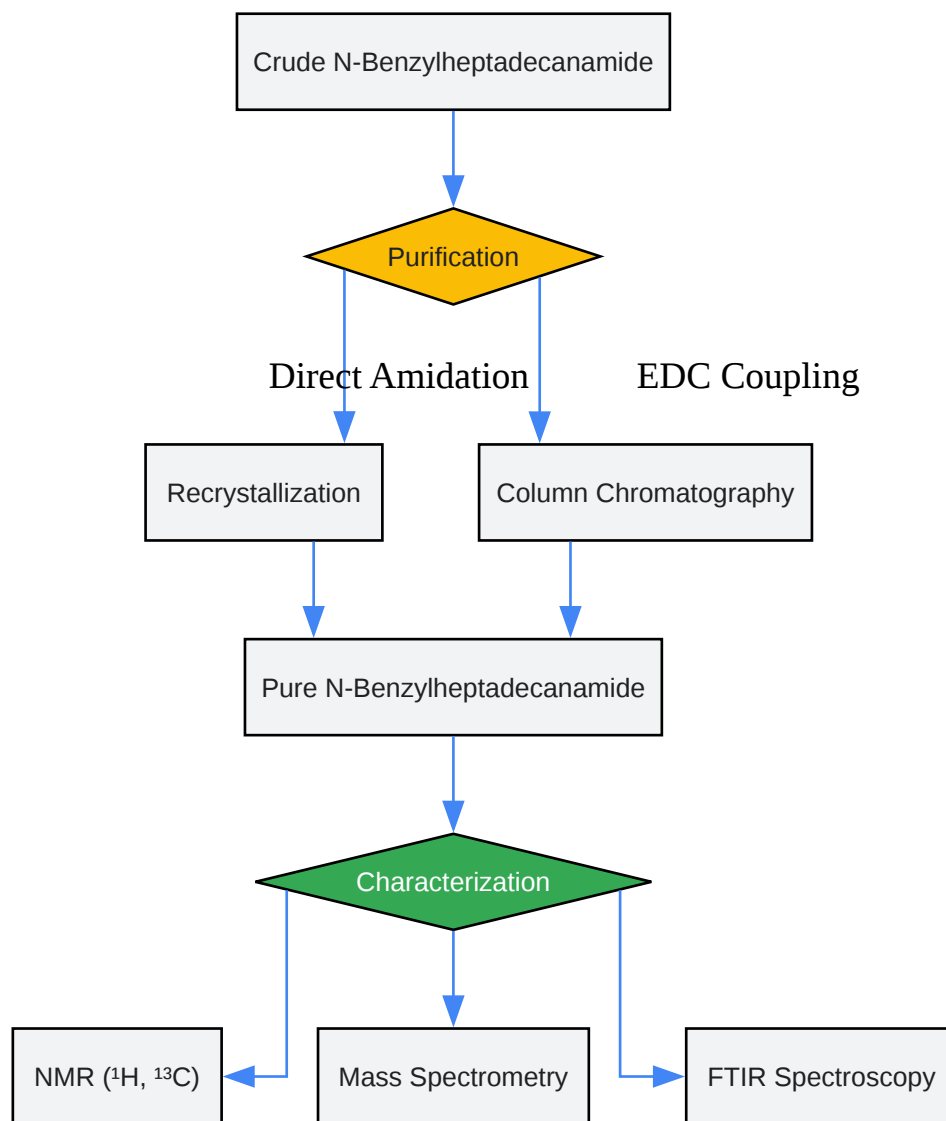 Crude N-Benzylheptadecanamide
Purification
Direct Amidation
EDC Coupling
Recrystallization
Column Chromatography
Pure N-Benzylheptadecanamide
Characterization
NMR (¹H, ¹³C)
Mass Spectrometry
FTIR Spectroscopy